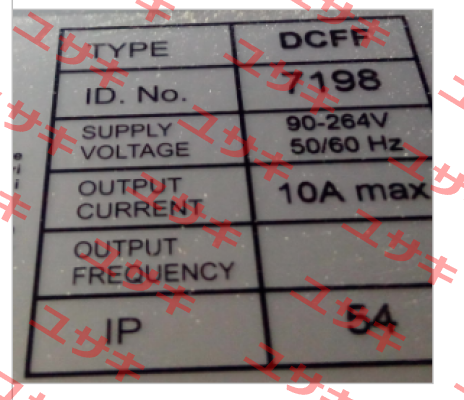 TYPE DCFF
ID. No. 7198
SUPPLY VOLTAGE 90-264V 50/60 Hz
OUTPUT CURRENT 10A max
OUTPUT FREQUENCY
IP 54
ユサキ